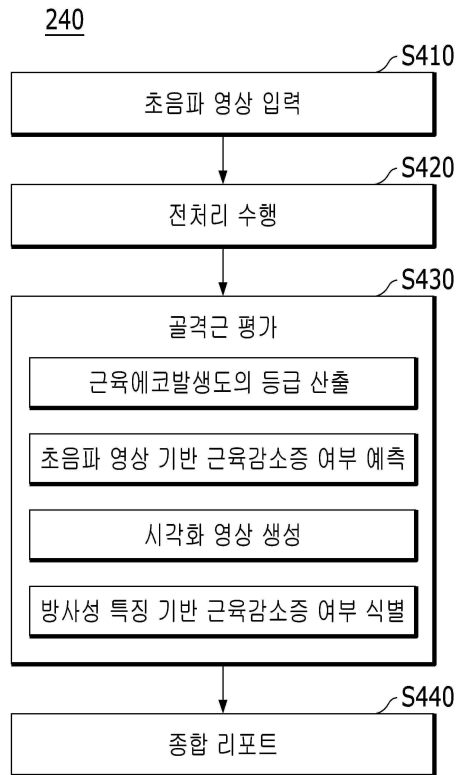 240
S410
초음파 영상 입력
S420
전처리 수행
S430
골격근 평가
근육에코발생도의 등급 산출
초음파 영상 기반 근육감소증 여부 예측
시각화 영상 생성
방사성 특징 기반 근육감소증 여부 식별
S440
종합 리포트